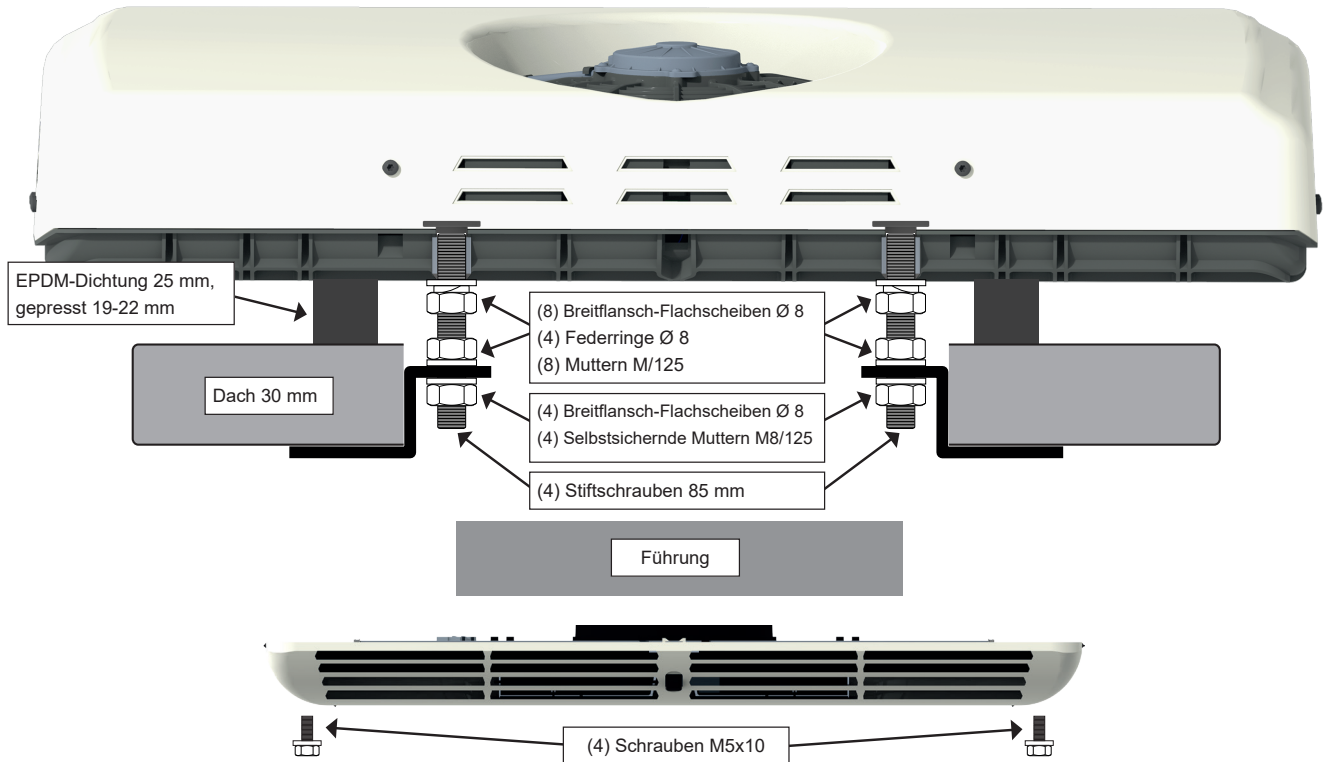 EPDM-Dichtung 25 mm,
gepresst 19-22 mm
(8) Breitflansch-Flachscheiben Ø 8
(4) Federringe Ø 8
(8) Muttern M/125
Dach 30 mm
(4) Breitflansch-Flachscheiben Ø 8
(4) Selbstsichernde Muttern M8/125
(4) Stiftschrauben 85 mm
Führung
(4) Schrauben M5x10